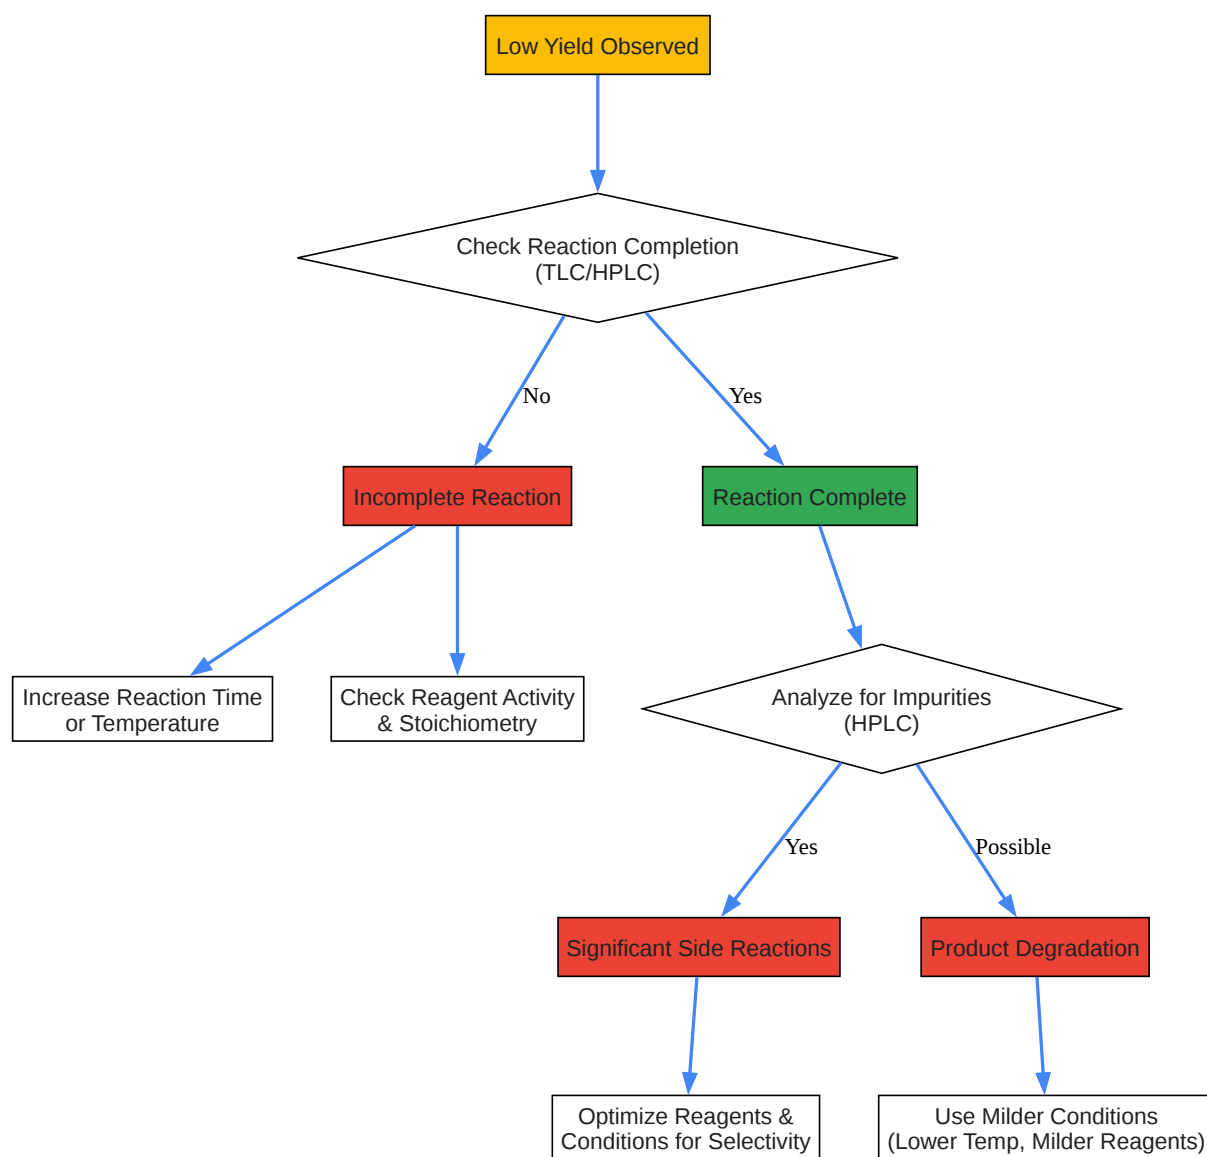 Low Yield Observed
Check Reaction Completion
(TLC/HPLC)
No
Yes
Incomplete Reaction
Reaction Complete
Increase Reaction Time
or Temperature
Check Reagent Activity
& Stoichiometry
Analyze for Impurities
(HPLC)
Yes
Possible
Significant Side Reactions
Product Degradation
Optimize Reagents &
Conditions for Selectivity
Use Milder Conditions
(Lower Temp, Milder Reagents)